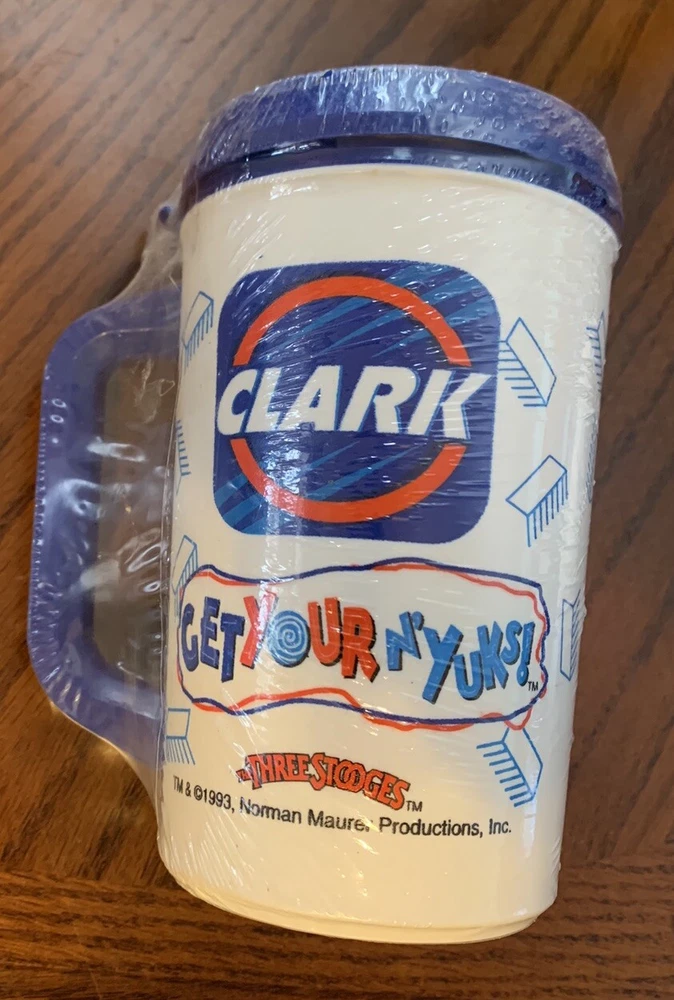 CLARK
GET YOUR N'YUKS!™
THE THREE STOOGES™
TM & ©1993, Norman Maurer Productions, Inc.